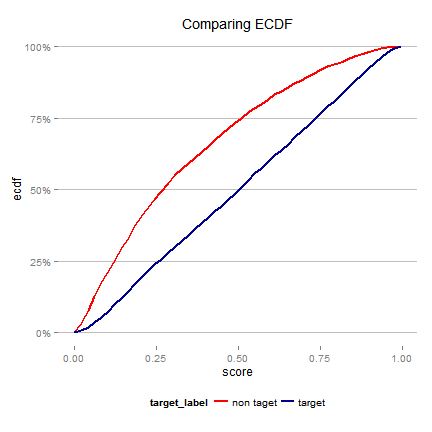 Comparing ECDF
100%
75%
50%
25%
0%
ecdf
0.00 0.25 0.50 0.75 1.00
score
target_label non taget target